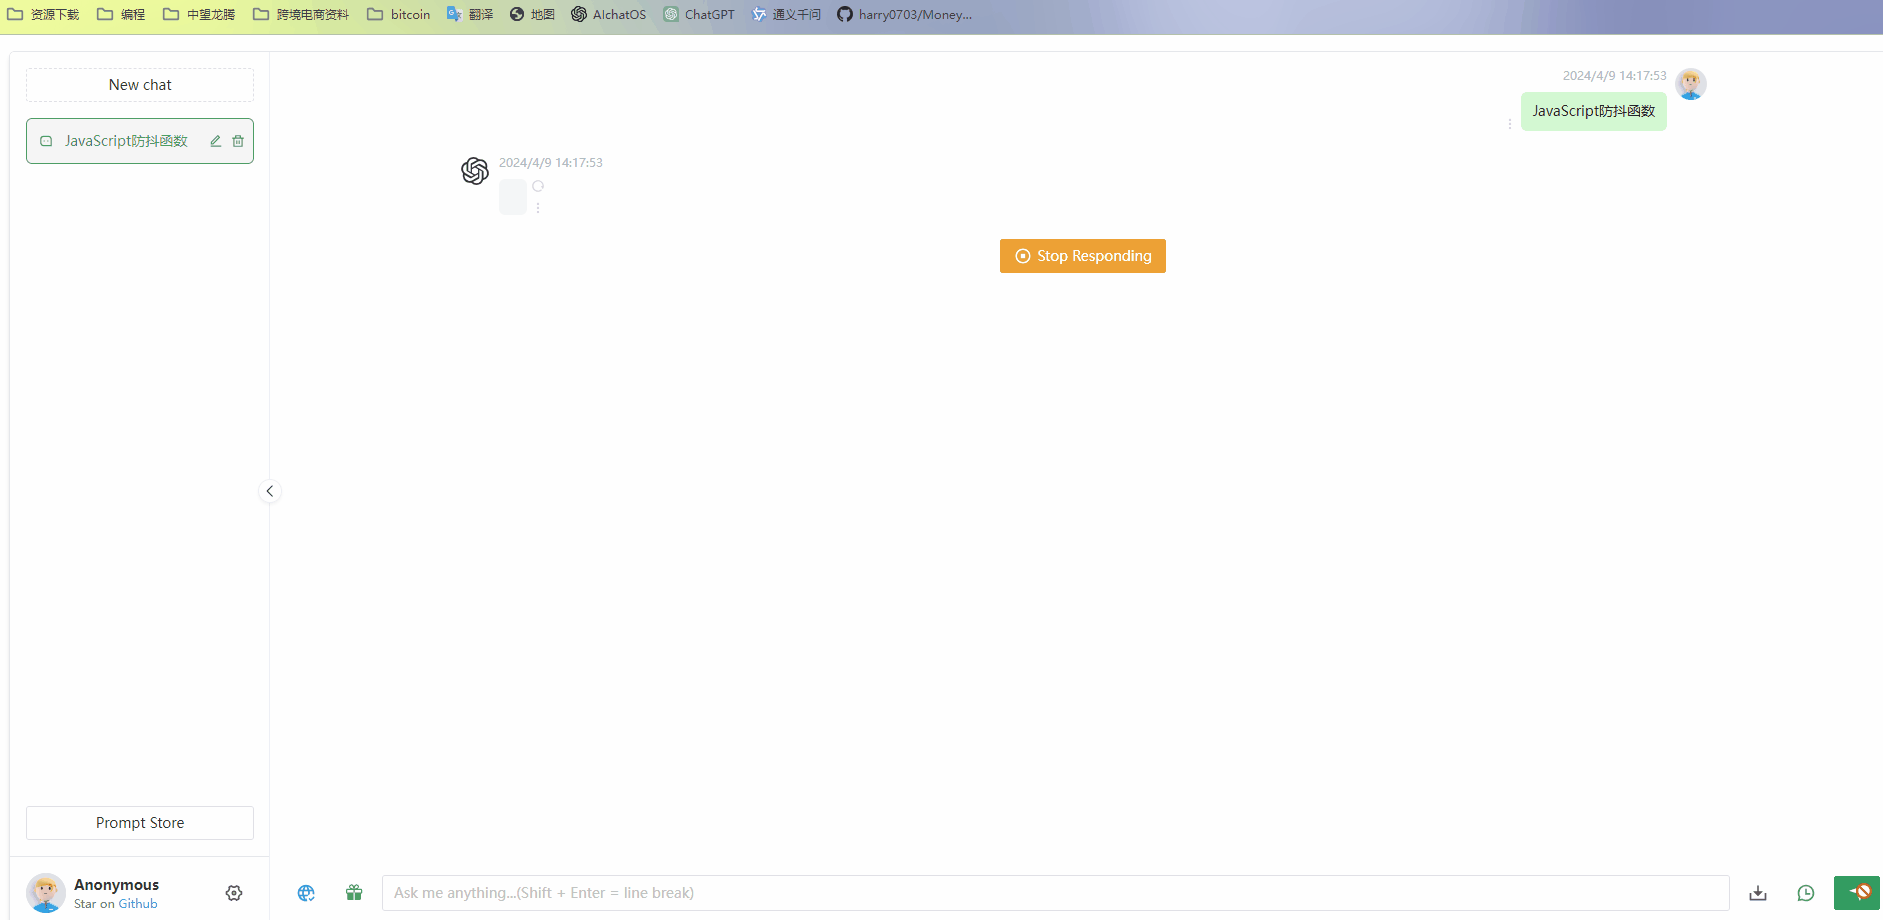 资源下载 编程 中望龙腾 跨境电商资料 bitcoin 翻译 地图 AIchatOS ChatGPT 通义千问 harry0703/Money...
New chat
JavaScript防抖函数
2024/4/9 14:17:53
JavaScript防抖函数
2024/4/9 14:17:53
Stop Responding
Prompt Store
Anonymous
Star on Github
Ask me anything...(Shift + Enter = line break)